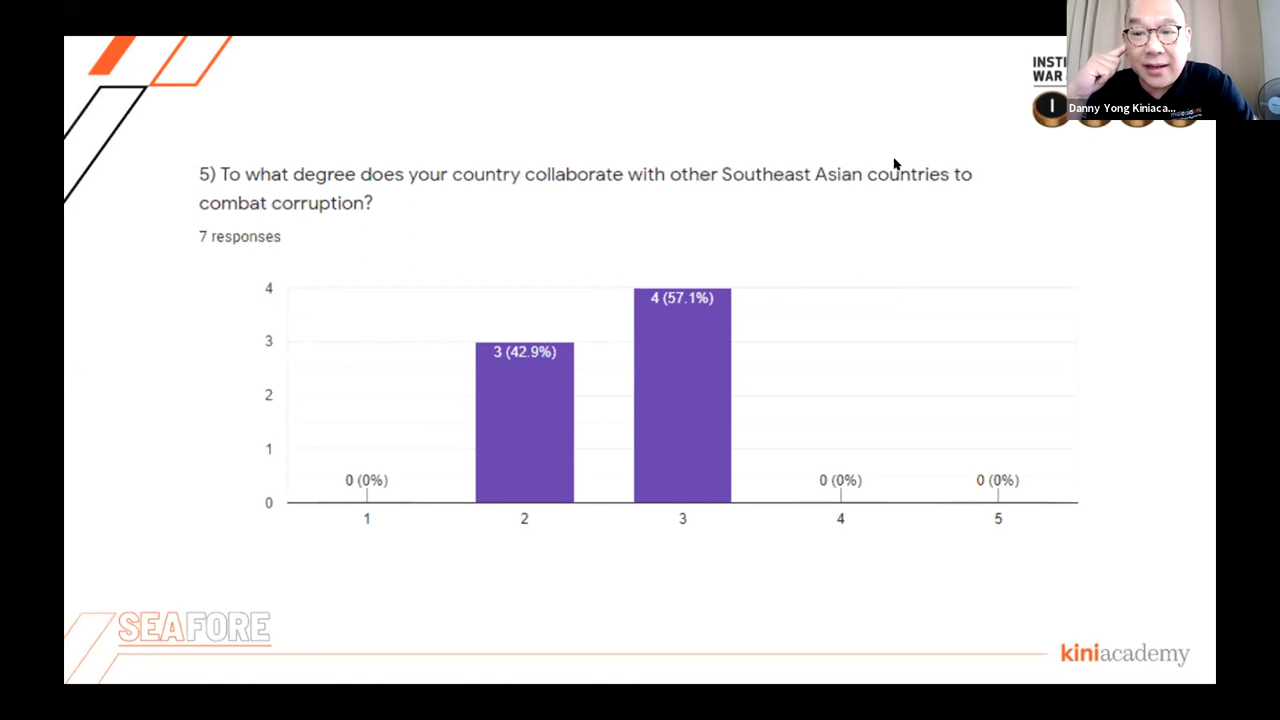 INSTI
WAR
I
Danny Yong Kiniaca...
5) To what degree does your country collaborate with other Southeast Asian countries to
combat corruption?
7 responses
4
3
2
1
0
0 (0%)
3 (42.9%)
4 (57.1%)
0 (0%)
0 (0%)
1
2
3
4
5
SEAFORE
kiniacademy